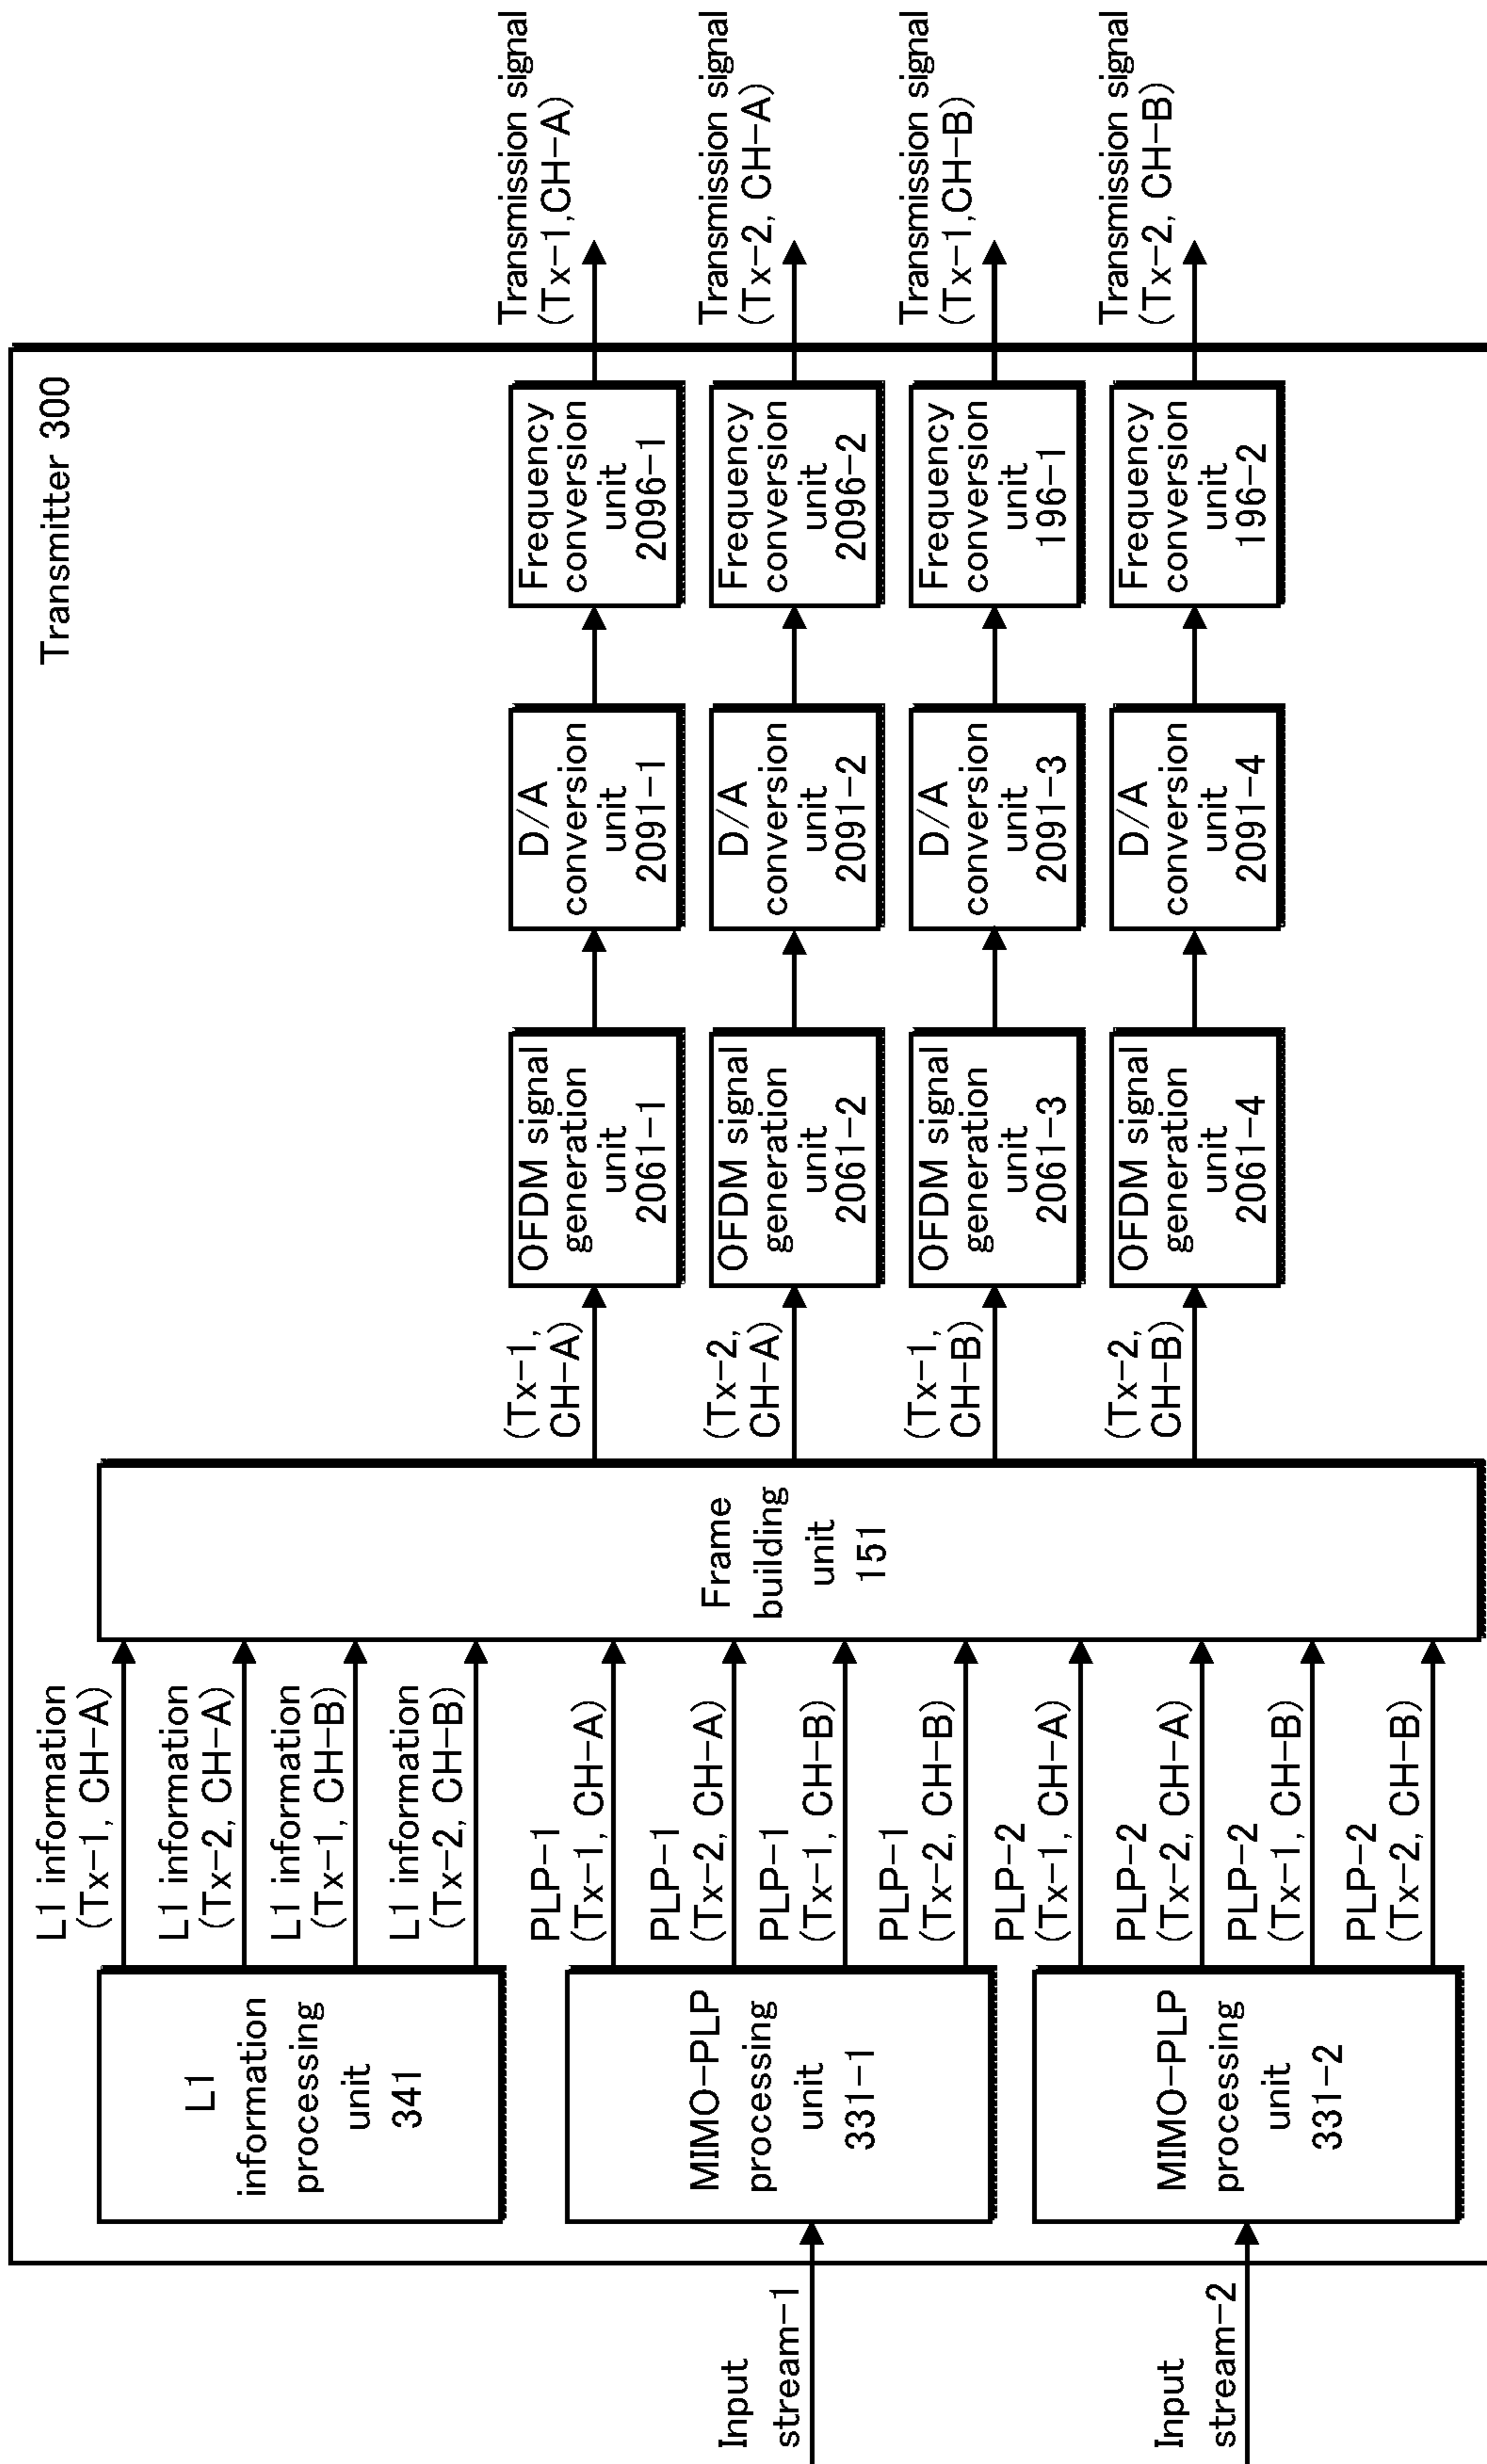 Transmitter 300
Input
stream-1
Input
stream-2
L1
information
processing
unit
341
MIMO-PLP
processing
unit
331-1
MIMO-PLP
processing
unit
331-2
L1 information
(Tx-1, CH-A)
L1 information
(Tx-2, CH-A)
L1 information
(Tx-1, CH-B)
L1 information
(Tx-2, CH-B)
PLP-1
(Tx-1, CH-A)
PLP-1
(Tx-2, CH-A)
PLP-1
(Tx-1, CH-B)
PLP-1
(Tx-2, CH-B)
PLP-2
(Tx-1, CH-A)
PLP-2
(Tx-2, CH-A)
PLP-2
(Tx-1, CH-B)
PLP-2
(Tx-2, CH-B)
Frame
building
unit
151
(Tx-1,
CH-A)
(Tx-2,
CH-A)
(Tx-1,
CH-B)
(Tx-2,
CH-B)
OFDM signal
generation
unit
2061-1
OFDM signal
generation
unit
2061-2
OFDM signal
generation
unit
2061-3
OFDM signal
generation
unit
2061-4
D/A
conversion
unit
2091-1
D/A
conversion
unit
2091-2
D/A
conversion
unit
2091-3
D/A
conversion
unit
2091-4
Frequency
conversion
unit
2096-1
Frequency
conversion
unit
2096-2
Frequency
conversion
unit
196-1
Frequency
conversion
unit
196-2
Transmission signal
(Tx-1,CH-A)
Transmission signal
(Tx-2, CH-A)
Transmission signal
(Tx-1,CH-B)
Transmission signal
(Tx-2, CH-B)